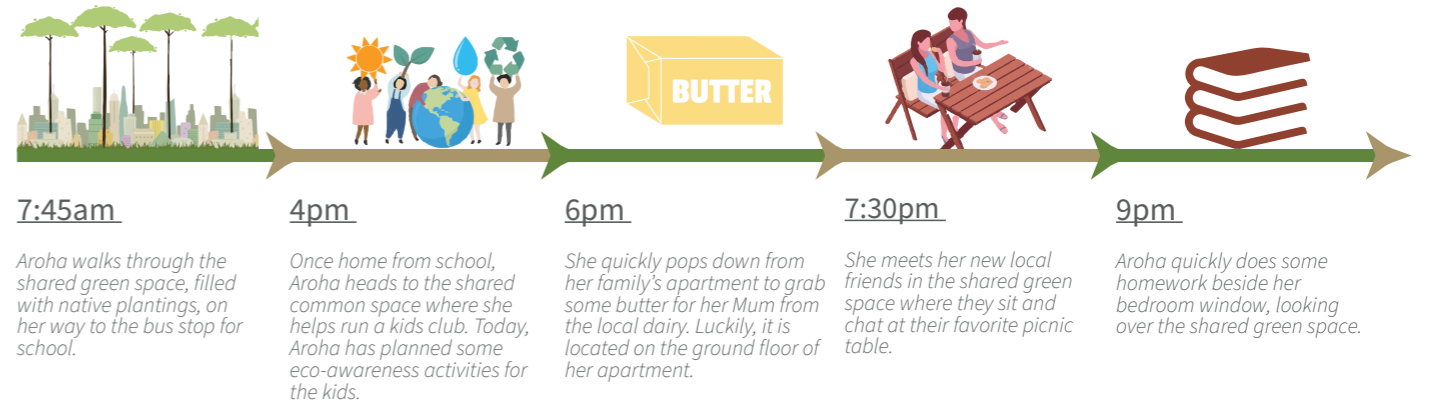 BUTTER
7:45am
Aroha walks through the
shared green space, filled
with native plantings, on
her way to the bus stop for
school.
4pm
Once home from school,
Aroha heads to the shared
common space where she
helps run a kids club. Today,
Aroha has planned some
eco-awareness activities for
the kids.
6pm
She quickly pops down from
her family’s apartment to grab
some butter for her Mum from
the local dairy. Luckily, it is
located on the ground floor of
her apartment.
7:30pm
She meets her new local
friends in the shared green
space where they sit and
chat at their favorite picnic
table.
9pm
Aroha quickly does some
homework beside her
bedroom window, looking
over the shared green space.